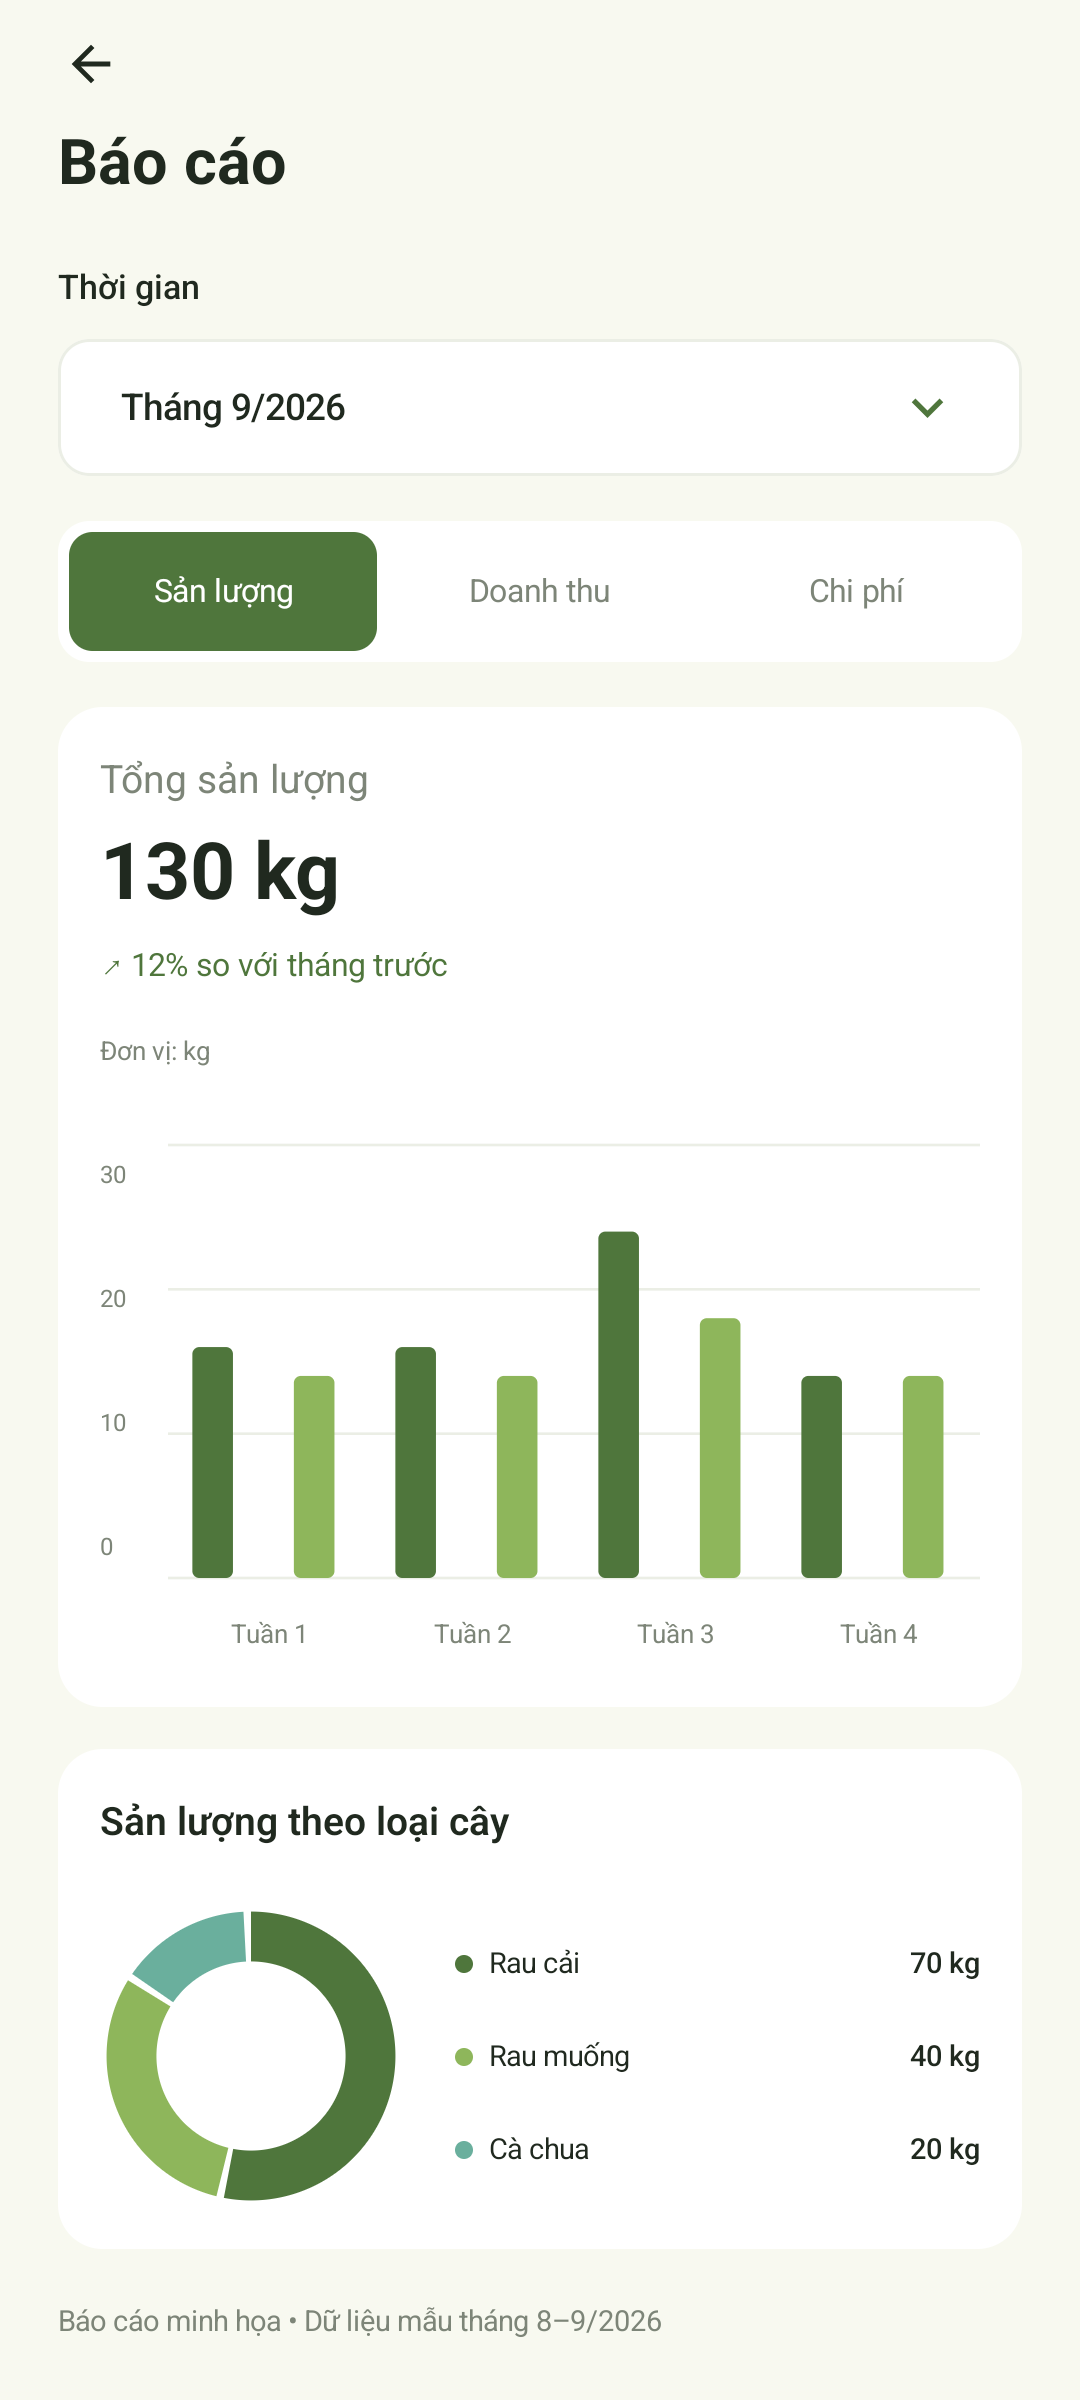 Báo cáo
Thời gian
Tháng 9/2026
Sản lượng Doanh thu Chi phí
Tổng sản lượng
130 kg
↗ 12% so với tháng trước
Đơn vị: kg
30
20
10
0
Tuần 1 Tuần 2 Tuần 3 Tuần 4
Sản lượng theo loại cây
Rau cải 70 kg
Rau muống 40 kg
Cà chua 20 kg
Báo cáo minh họa • Dữ liệu mẫu tháng 8–9/2026